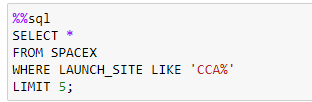 %%sql
SELECT *
FROM SPACEX
WHERE LAUNCH_SITE LIKE 'CCA%'
LIMIT 5;